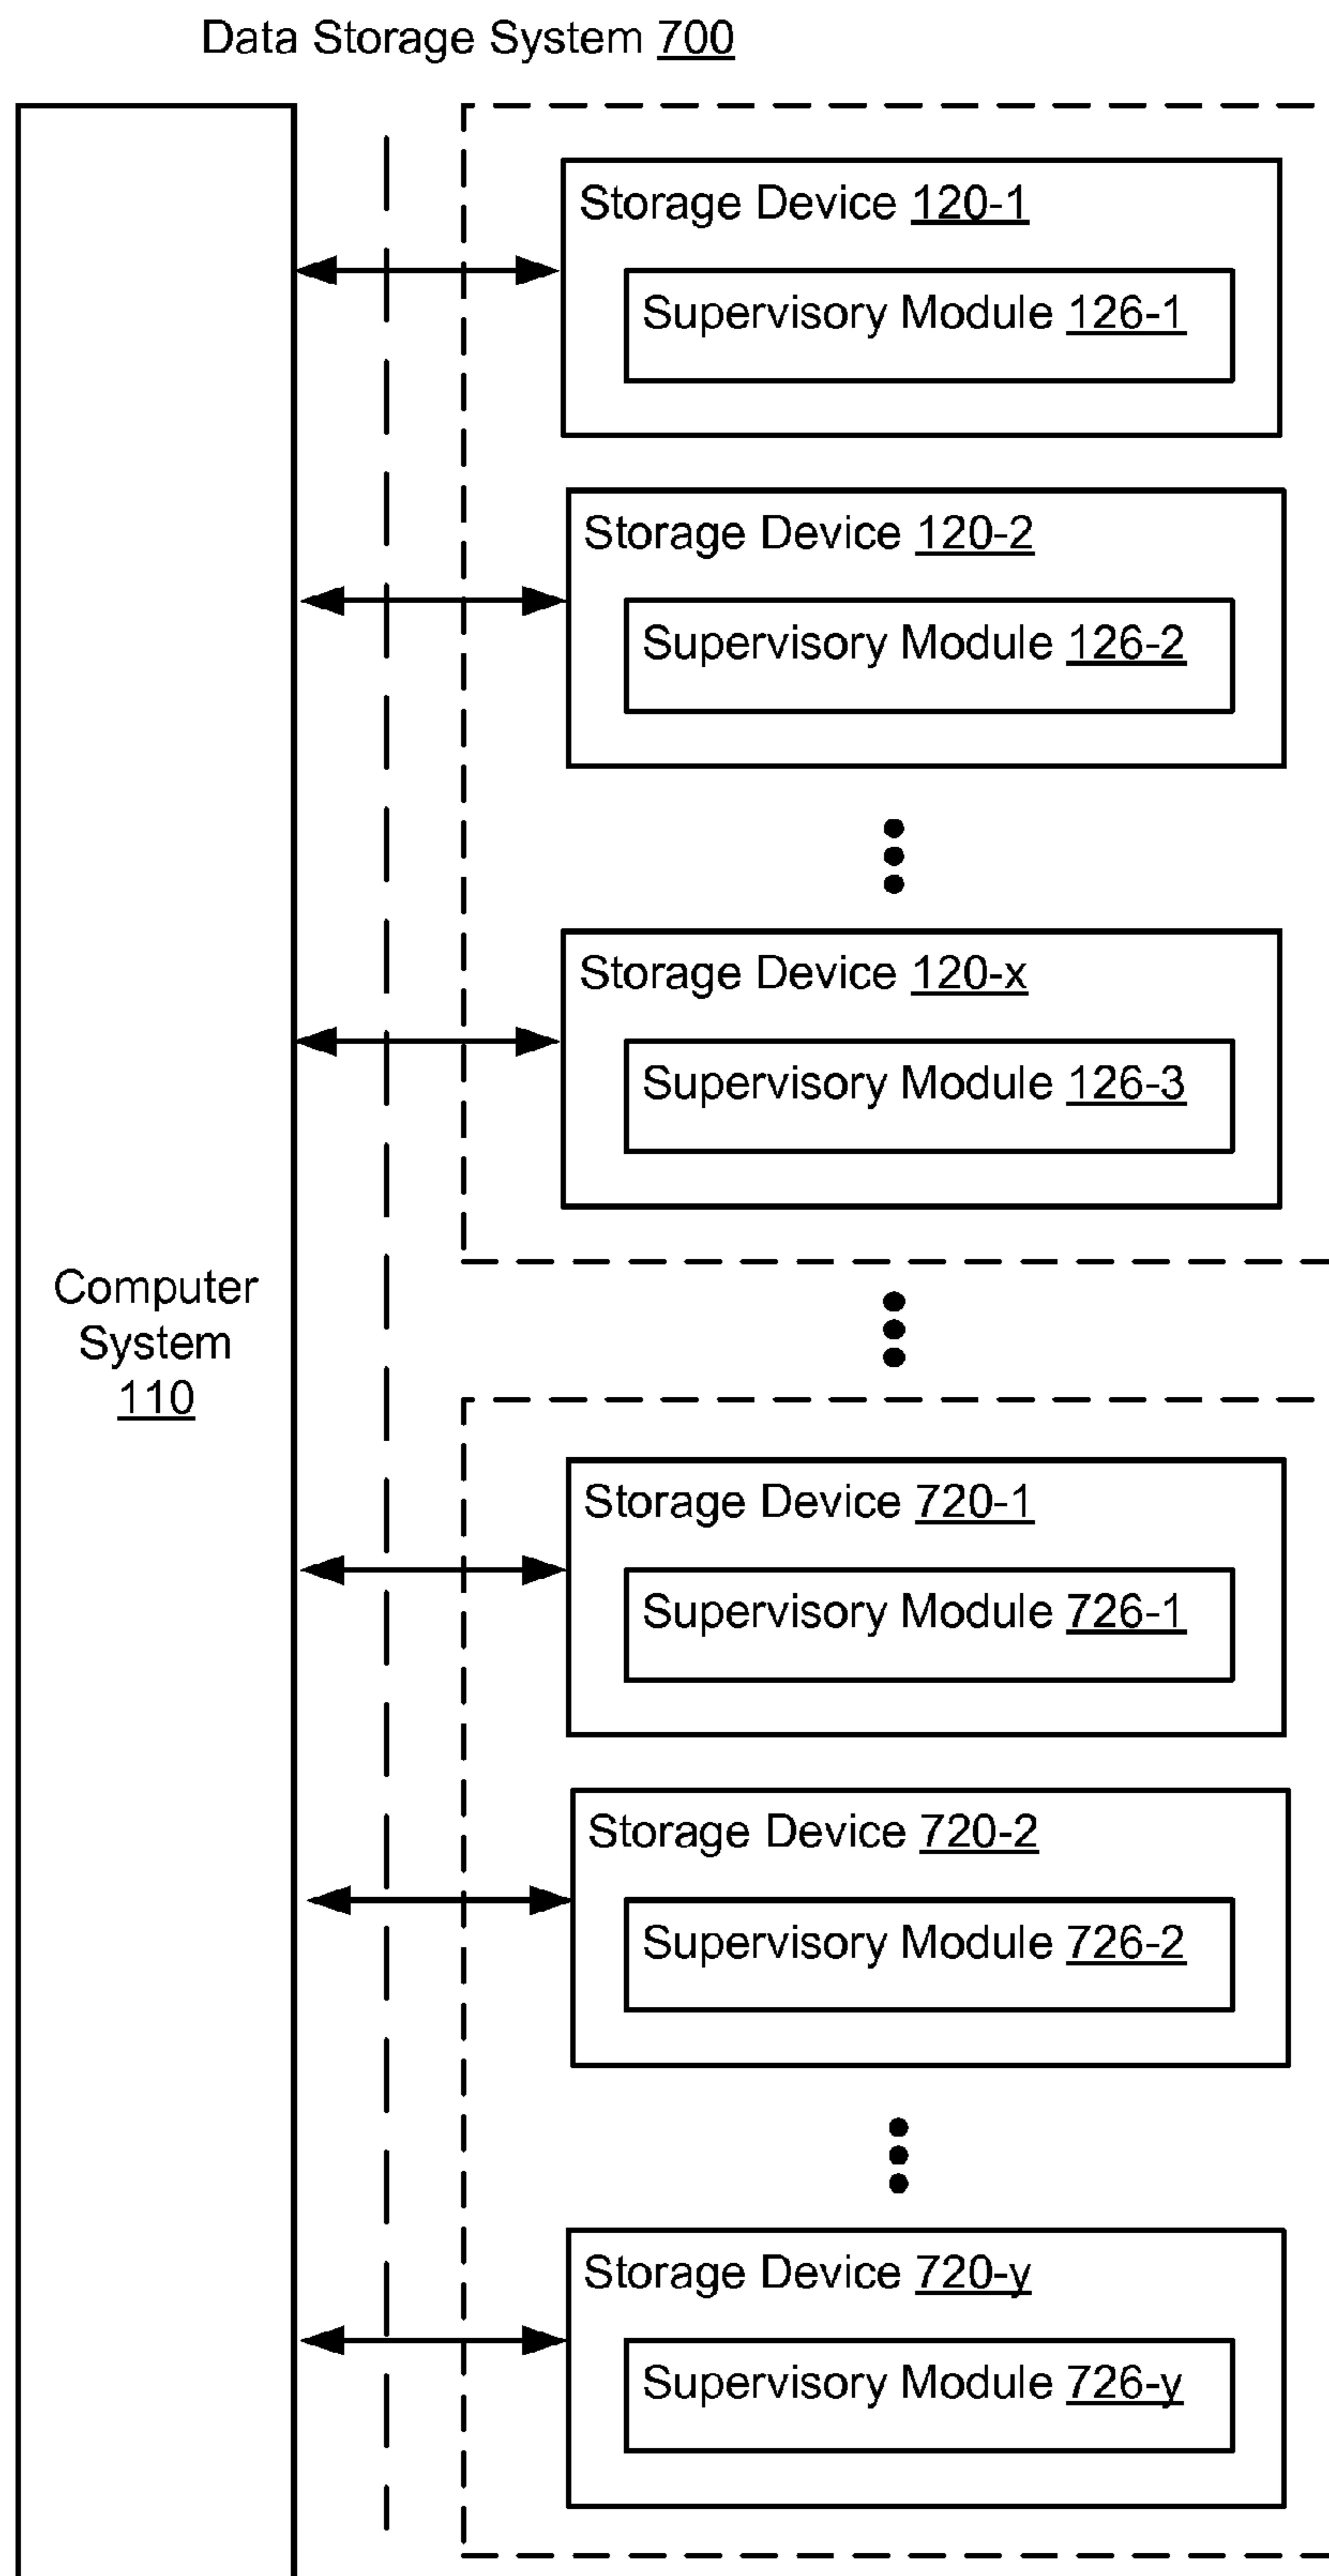 Data Storage System 700
Storage Device 120-1
Supervisory Module 126-1
Storage Device 120-2
Supervisory Module 126-2
Storage Device 120-x
Supervisory Module 126-3
Computer
System
110
Storage Device 720-1
Supervisory Module 726-1
Storage Device 720-2
Supervisory Module 726-2
Storage Device 720-y
Supervisory Module 726-y